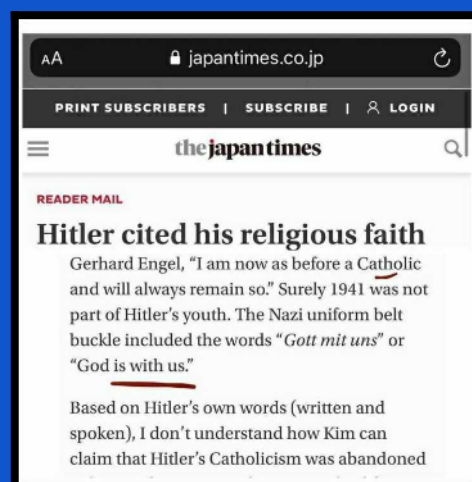 AA japantimes.co.jp
PRINT SUBSCRIBERS | SUBSCRIBE | LOGIN
the japan times
READER MAIL
Hitler cited his religious faith
Gerhard Engel, “I am now as before a Catholic
and will always remain so.” Surely 1941 was not
part of Hitler’s youth. The Nazi uniform belt
buckle included the words “Gott mit uns” or
“God is with us.”
Based on Hitler’s own words (written and
spoken), I don’t understand how Kim can
claim that Hitler’s Catholicism was abandoned